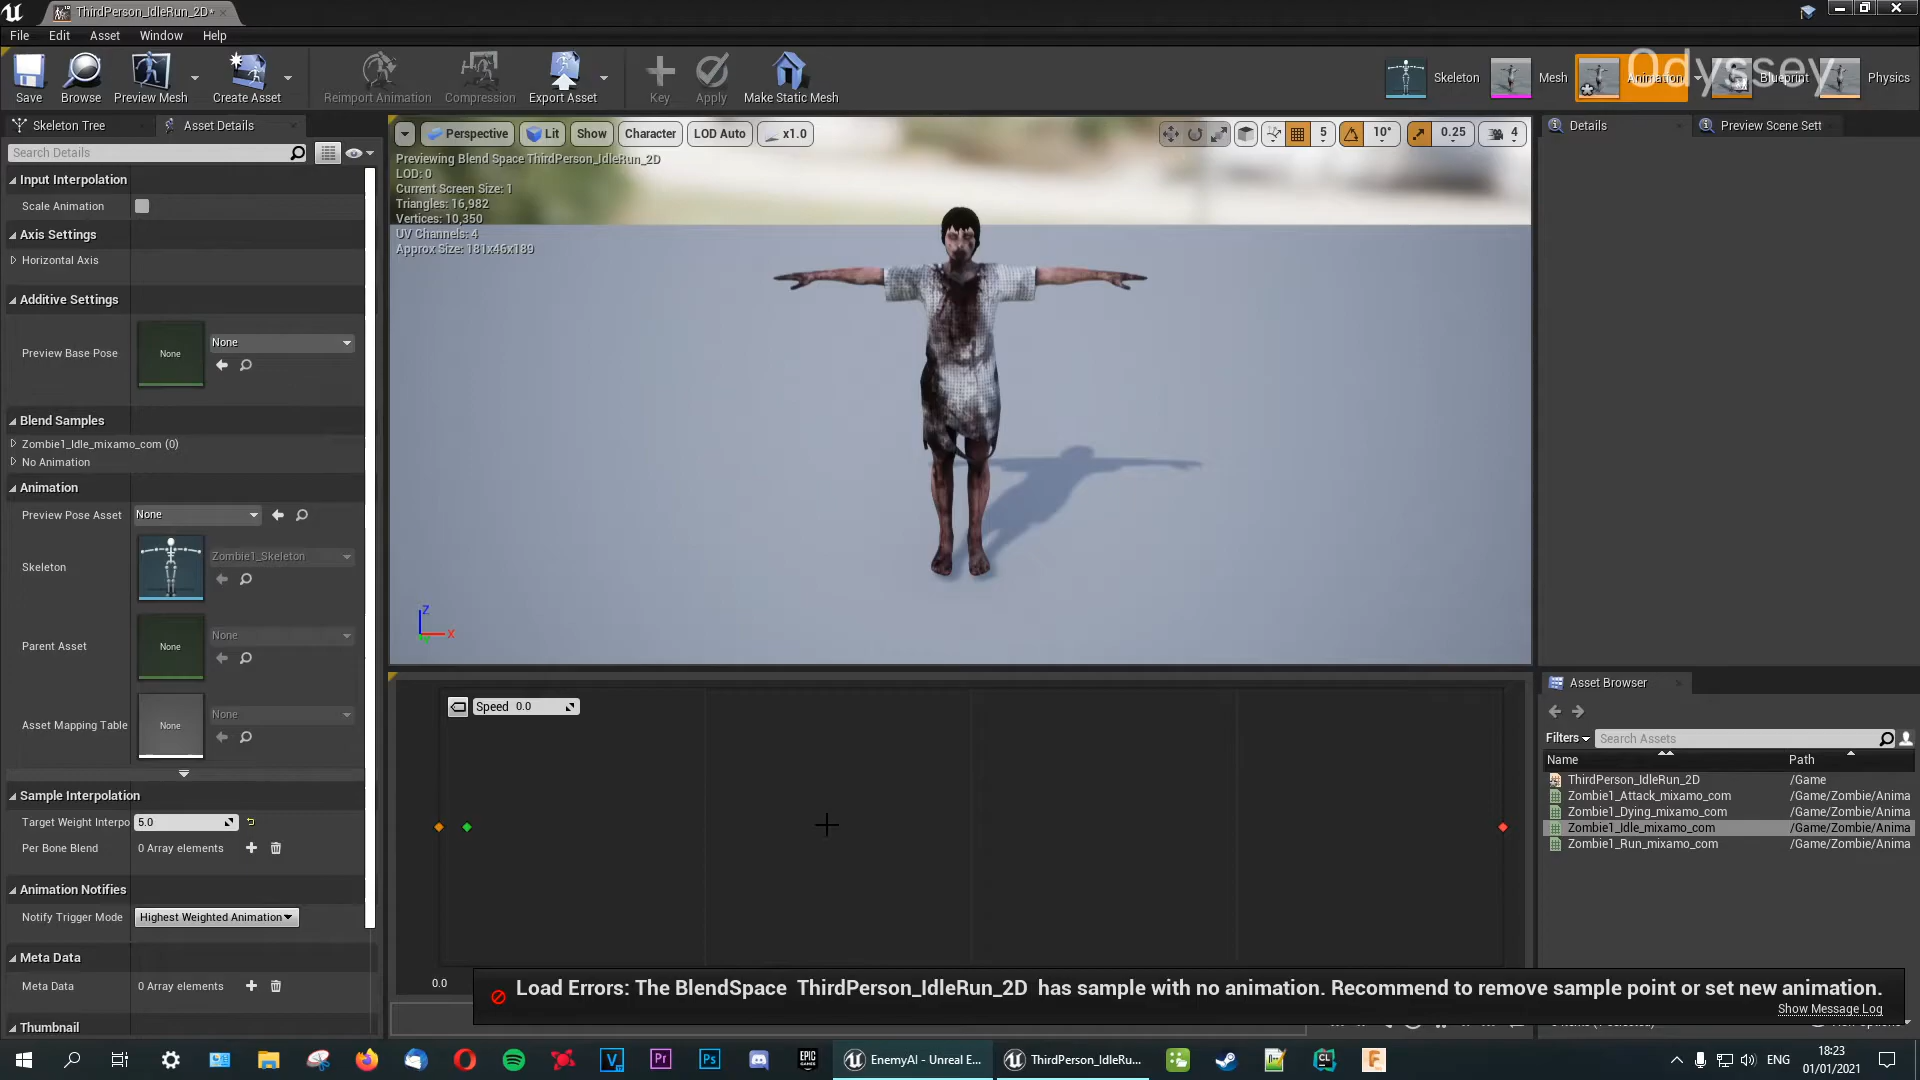 ThirdPerson_IdleRun_2D*
File Edit Asset Window Help
Save Browse Preview Mesh Create Asset Reimport Animation Compression Export Asset Key Apply Make Static Mesh
Skeleton Mesh Animation Blueprint Physics
Odyssey
Skeleton Tree Asset Details
Search Details
Input Interpolation
Scale Animation
Axis Settings
Horizontal Axis
Additive Settings
Preview Base Pose None None
Blend Samples
Zombie1_Idle_mixamo_com (0)
No Animation
Animation
Preview Pose Asset None
Skeleton Zombie1_Skeleton
Parent Asset None None
Asset Mapping Table None None
Sample Interpolation
Target Weight Interpo 5.0
Per Bone Blend 0 Array elements
Animation Notifies
Notify Trigger Mode Highest Weighted Animation
Meta Data
Meta Data 0 Array elements
Thumbnail
Perspective Lit Show Character LOD Auto x1.0
5 10° 0.25 4
Previewing Blend Space ThirdPerson_IdleRun_2D
LOD: 0
Current Screen Size: 1
Triangles: 16,982
Vertices: 10,350
UV Channels: 4
Approx Size: 181x46x189
Z
X
Speed 0.0
0.0
Details Preview Scene Sett
Asset Browser
Filters Search Assets
Name Path
ThirdPerson_IdleRun_2D /Game
Zombie1_Attack_mixamo_com /Game/Zombie/Anima
Zombie1_Dying_mixamo_com /Game/Zombie/Anima
Zombie1_Idle_mixamo_com /Game/Zombie/Anima
Zombie1_Run_mixamo_com /Game/Zombie/Anima
Load Errors: The BlendSpace ThirdPerson_IdleRun_2D has sample with no animation. Recommend to remove sample point or set new animation.
Show Message Log
EnemyAI - Unreal E...
ThirdPerson_IdleRu...
ENG
18:23
01/01/2021